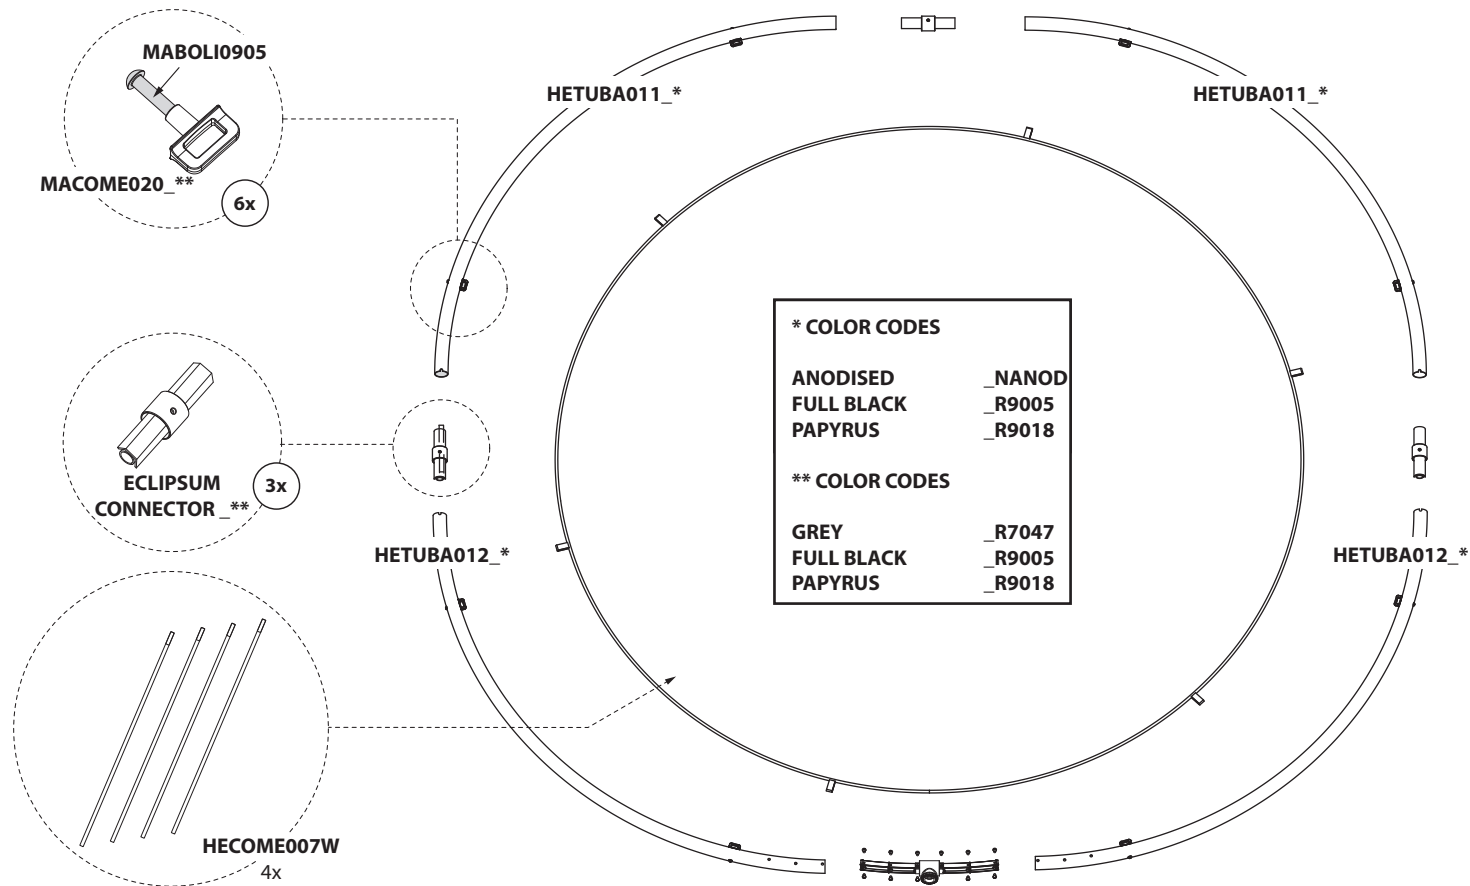 MABOLI0905
MACOME020_**
6x
HETUBA011_*
HETUBA011_*
ECLIPSUM
CONNECTOR _**
3x
HETUBA012_*
HETUBA012_*
HECOME007W
4x
* COLOR CODES
ANODISED _NANOD
FULL BLACK _R9005
PAPYRUS _R9018
** COLOR CODES
GREY _R7047
FULL BLACK _R9005
PAPYRUS _R9018